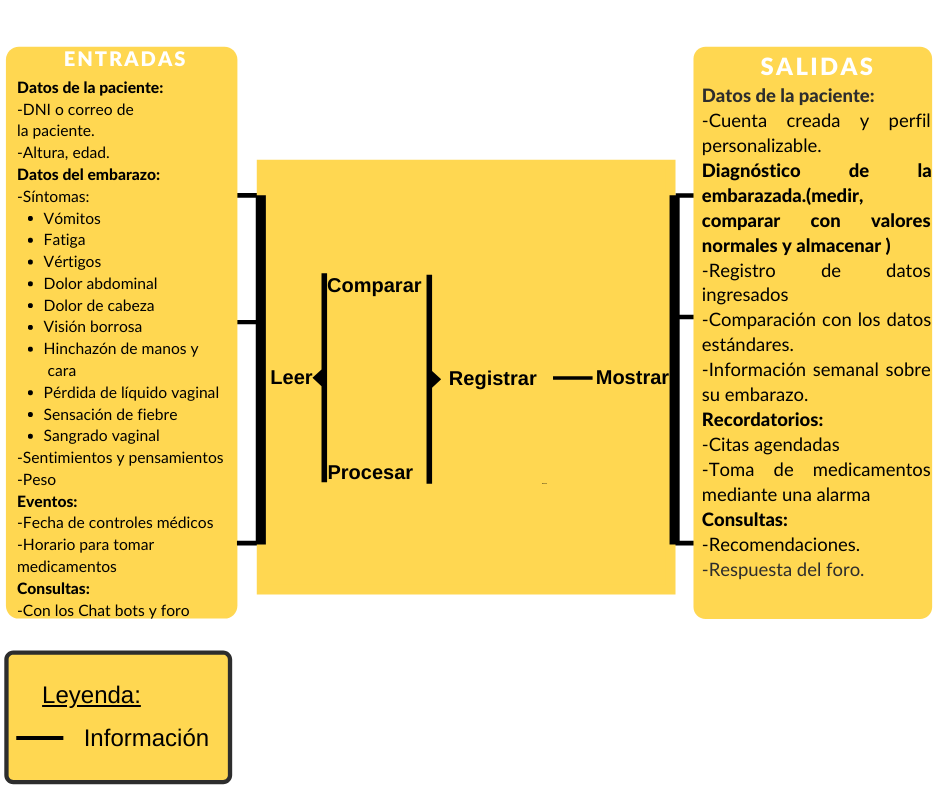 ENTRADAS
Datos de la paciente:
-DNI o correo de
la paciente.
-Altura, edad.
Datos del embarazo:
-Síntomas:
• Vómitos
• Fatiga
• Vértigos
• Dolor abdominal
• Dolor de cabeza
• Visión borrosa
• Hinchazón de manos y
cara
• Pérdida de líquido vaginal
• Sensación de fiebre
• Sangrado vaginal
-Sentimientos y pensamientos
-Peso
Eventos:
-Fecha de controles médicos
-Horario para tomar
medicamentos
Consultas:
-Con los Chat bots y foro
Leer
Comparar
Procesar
Registrar
Mostrar
SALIDAS
Datos de la paciente:
-Cuenta creada y perfil
personalizable.
Diagnóstico de la
embarazada.(medir,
comparar con valores
normales y almacenar )
-Registro de datos
ingresados
-Comparación con los datos
estándares.
-Información semanal sobre
su embarazo.
Recordatorios:
-Citas agendadas
-Toma de medicamentos
mediante una alarma
Consultas:
-Recomendaciones.
-Respuesta del foro.
Leyenda:
Información